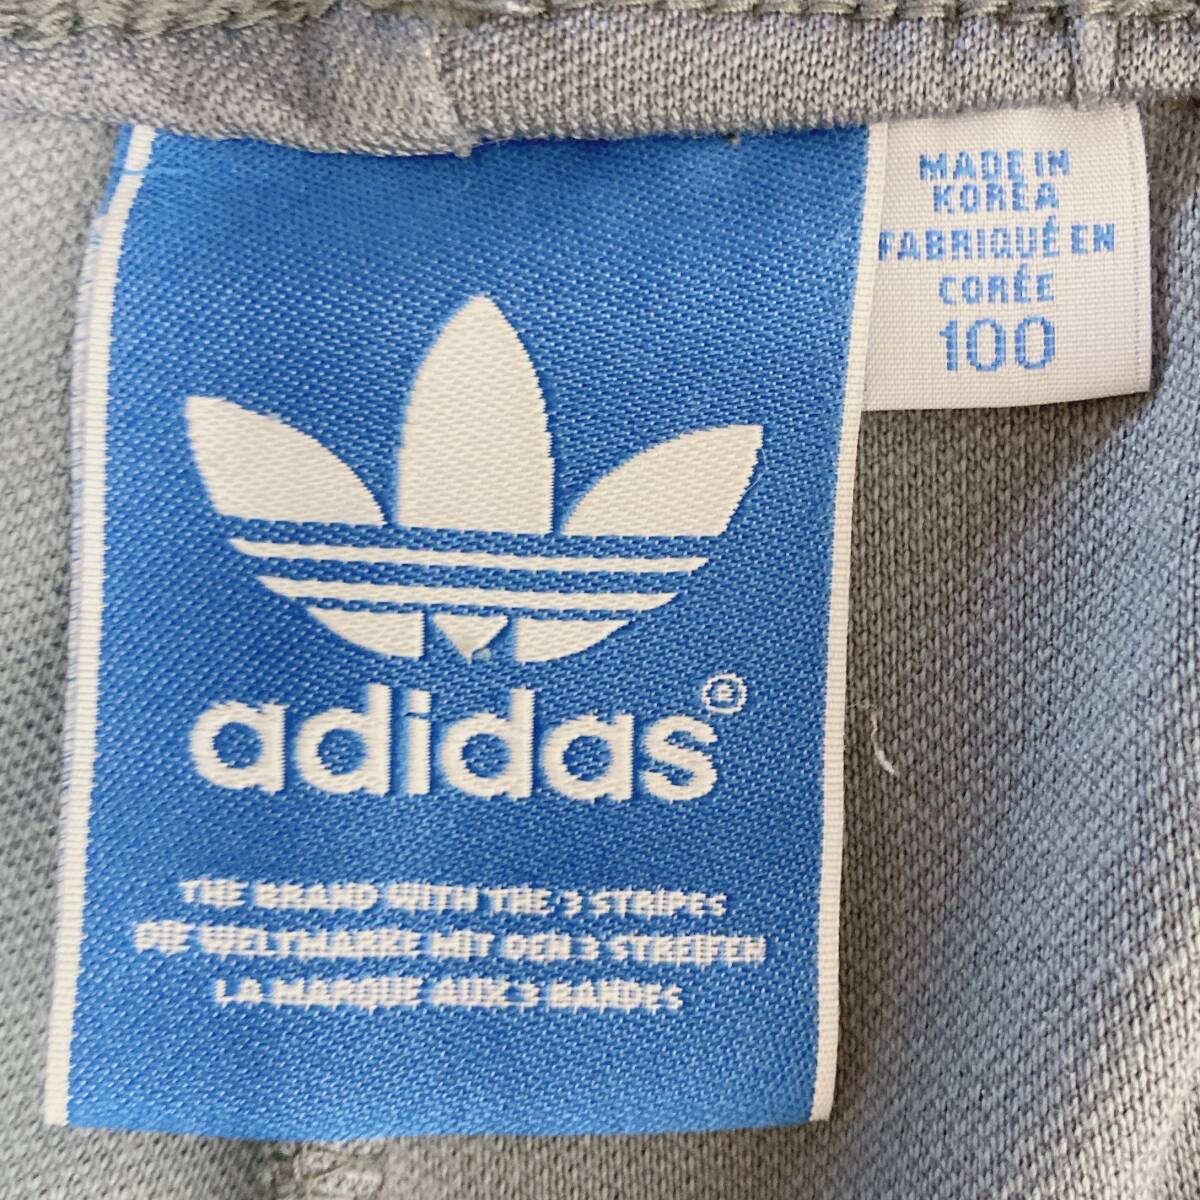 MADE IN
KOREA
FABRIQUÉ EN
CORÉE
100
adidas®
THE BRAND WITH THE 3 STRIPES
DIE WELTMARKE MIT DEN 3 STREIFEN
LA MARQUE AUX 3 BANDES